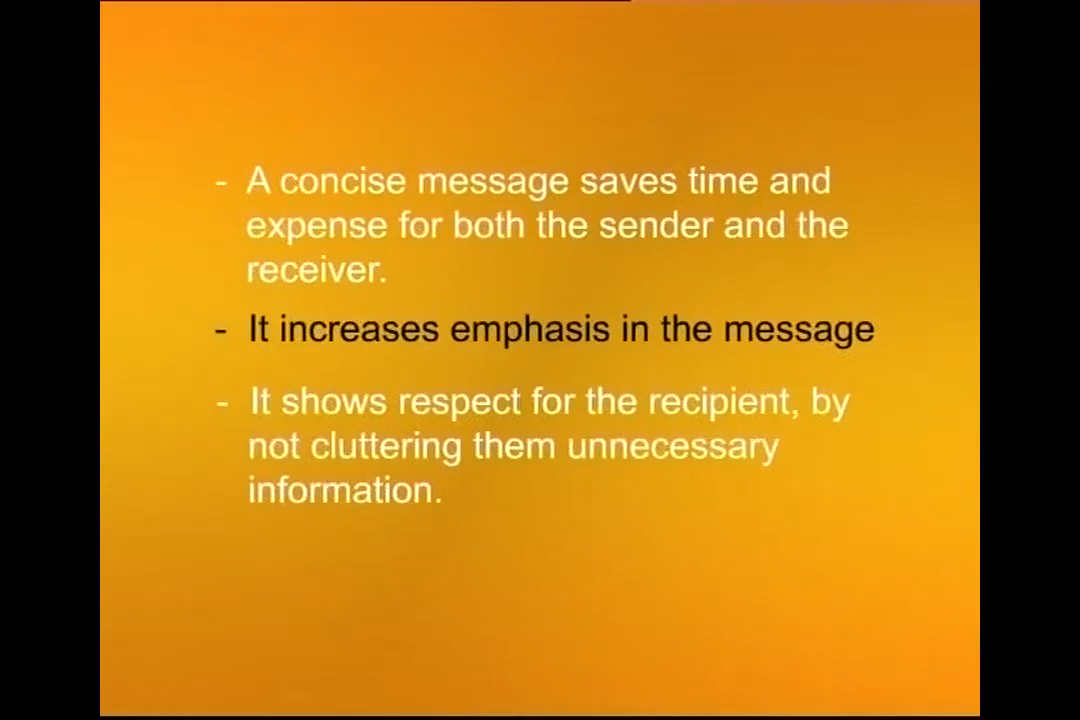 - A concise message saves time and
expense for both the sender and the
receiver.
- It increases emphasis in the message
- It shows respect for the recipient, by
not cluttering them unnecessary
information.